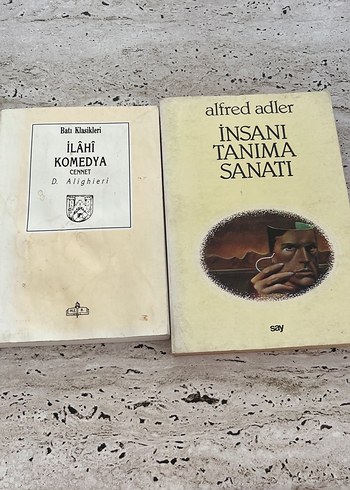 Batı Klasikleri
İLÂHÎ
KOMEDYA
CENNET
D. Alighieri
alfred adler
İNSANI
TANIMA
SANATI
say